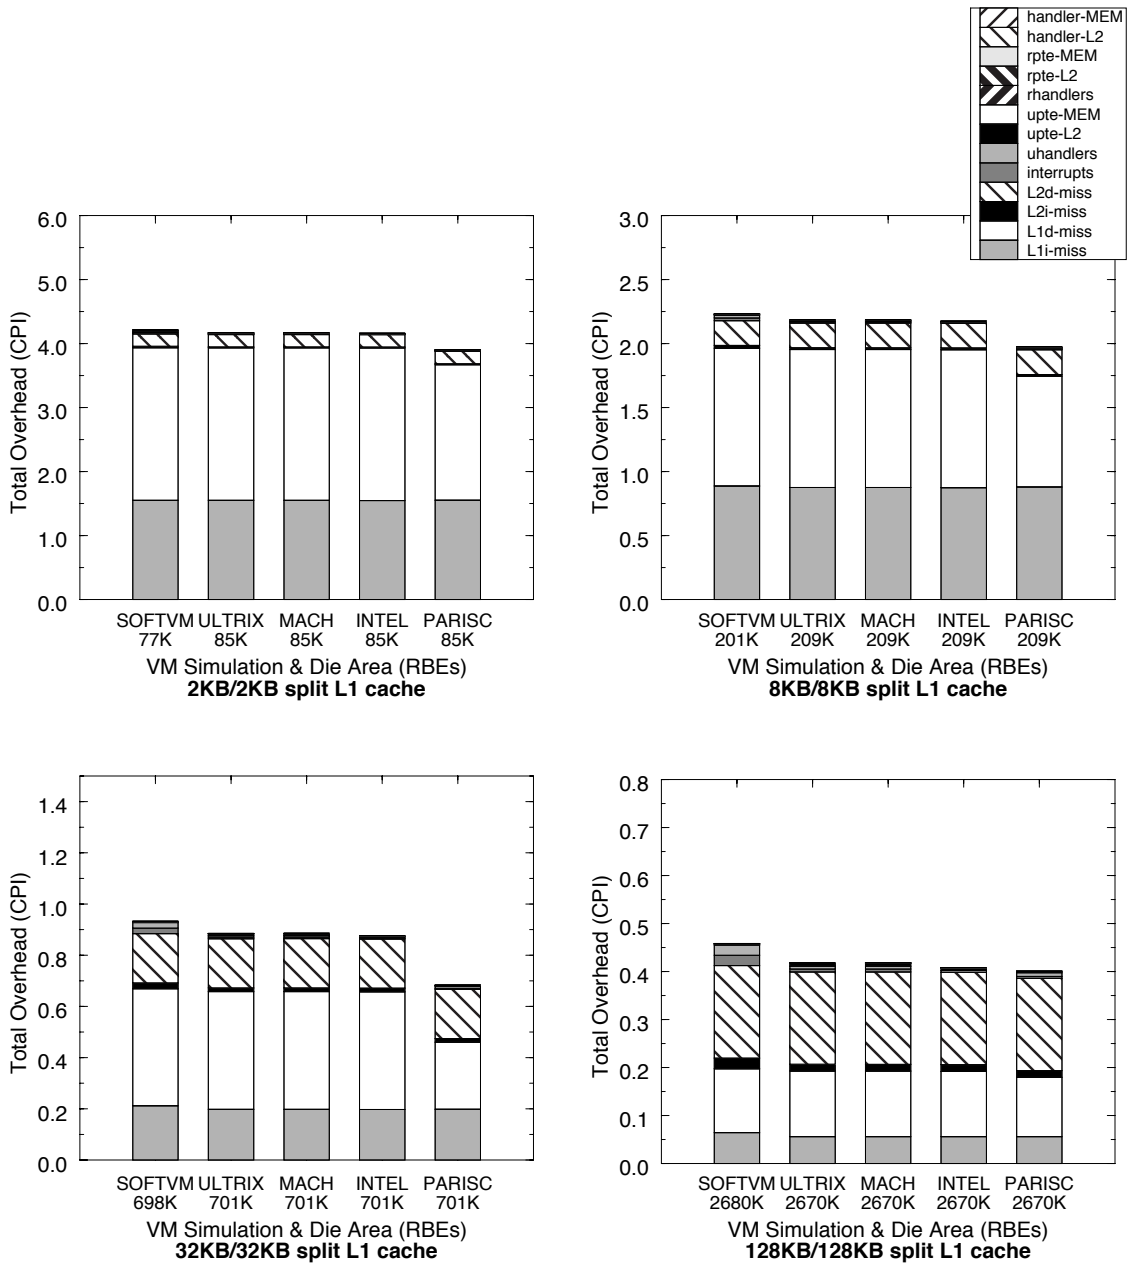 handler-MEM
handler-L2
rpte-MEM
rpte-L2
rhandlers
upte-MEM
upte-L2
uhandlers
interrupts
L2d-miss
L2i-miss
L1d-miss
L1i-miss
6.0
5.0
4.0
3.0
2.0
1.0
0.0
Total Overhead (CPI)
SOFTVM ULTRIX MACH INTEL PARISC
77K 85K 85K 85K 85K
VM Simulation & Die Area (RBEs)
2KB/2KB split L1 cache
3.0
2.5
2.0
1.5
1.0
0.5
0.0
Total Overhead (CPI)
SOFTVM ULTRIX MACH INTEL PARISC
201K 209K 209K 209K 209K
VM Simulation & Die Area (RBEs)
8KB/8KB split L1 cache
1.4
1.2
1.0
0.8
0.6
0.4
0.2
0.0
Total Overhead (CPI)
SOFTVM ULTRIX MACH INTEL PARISC
698K 701K 701K 701K 701K
VM Simulation & Die Area (RBEs)
32KB/32KB split L1 cache
0.8
0.7
0.6
0.5
0.4
0.3
0.2
0.1
0.0
Total Overhead (CPI)
SOFTVM ULTRIX MACH INTEL PARISC
2680K 2670K 2670K 2670K 2670K
VM Simulation & Die Area (RBEs)
128KB/128KB split L1 cache